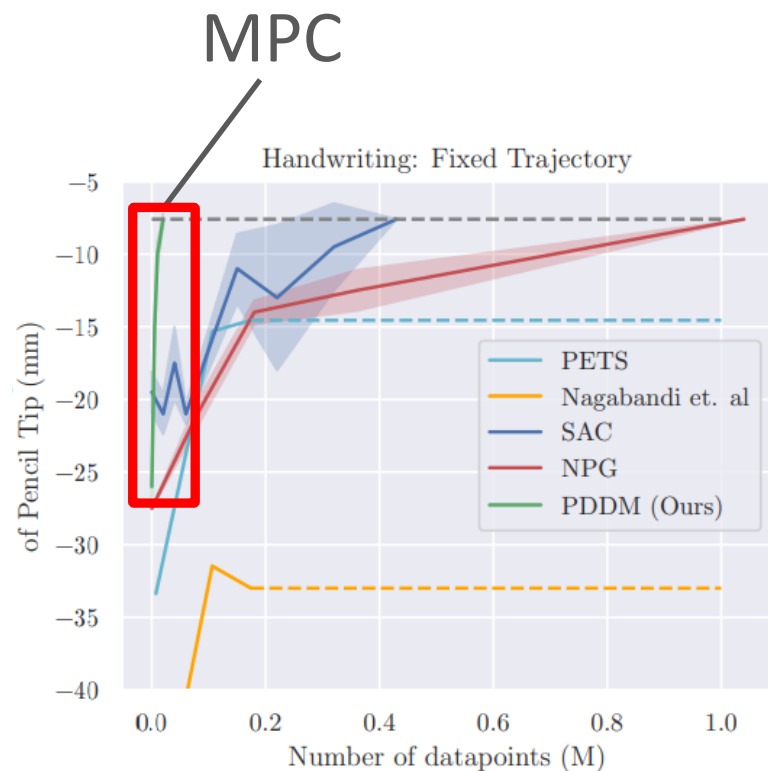 MPC
Handwriting: Fixed Trajectory
−5
−10
−15
−20
−25
−30
−35
−40
of Pencil Tip (mm)
PETS
Nagabandi et. al
SAC
NPG
PDDM (Ours)
0.0 0.2 0.4 0.6 0.8 1.0
Number of datapoints (M)